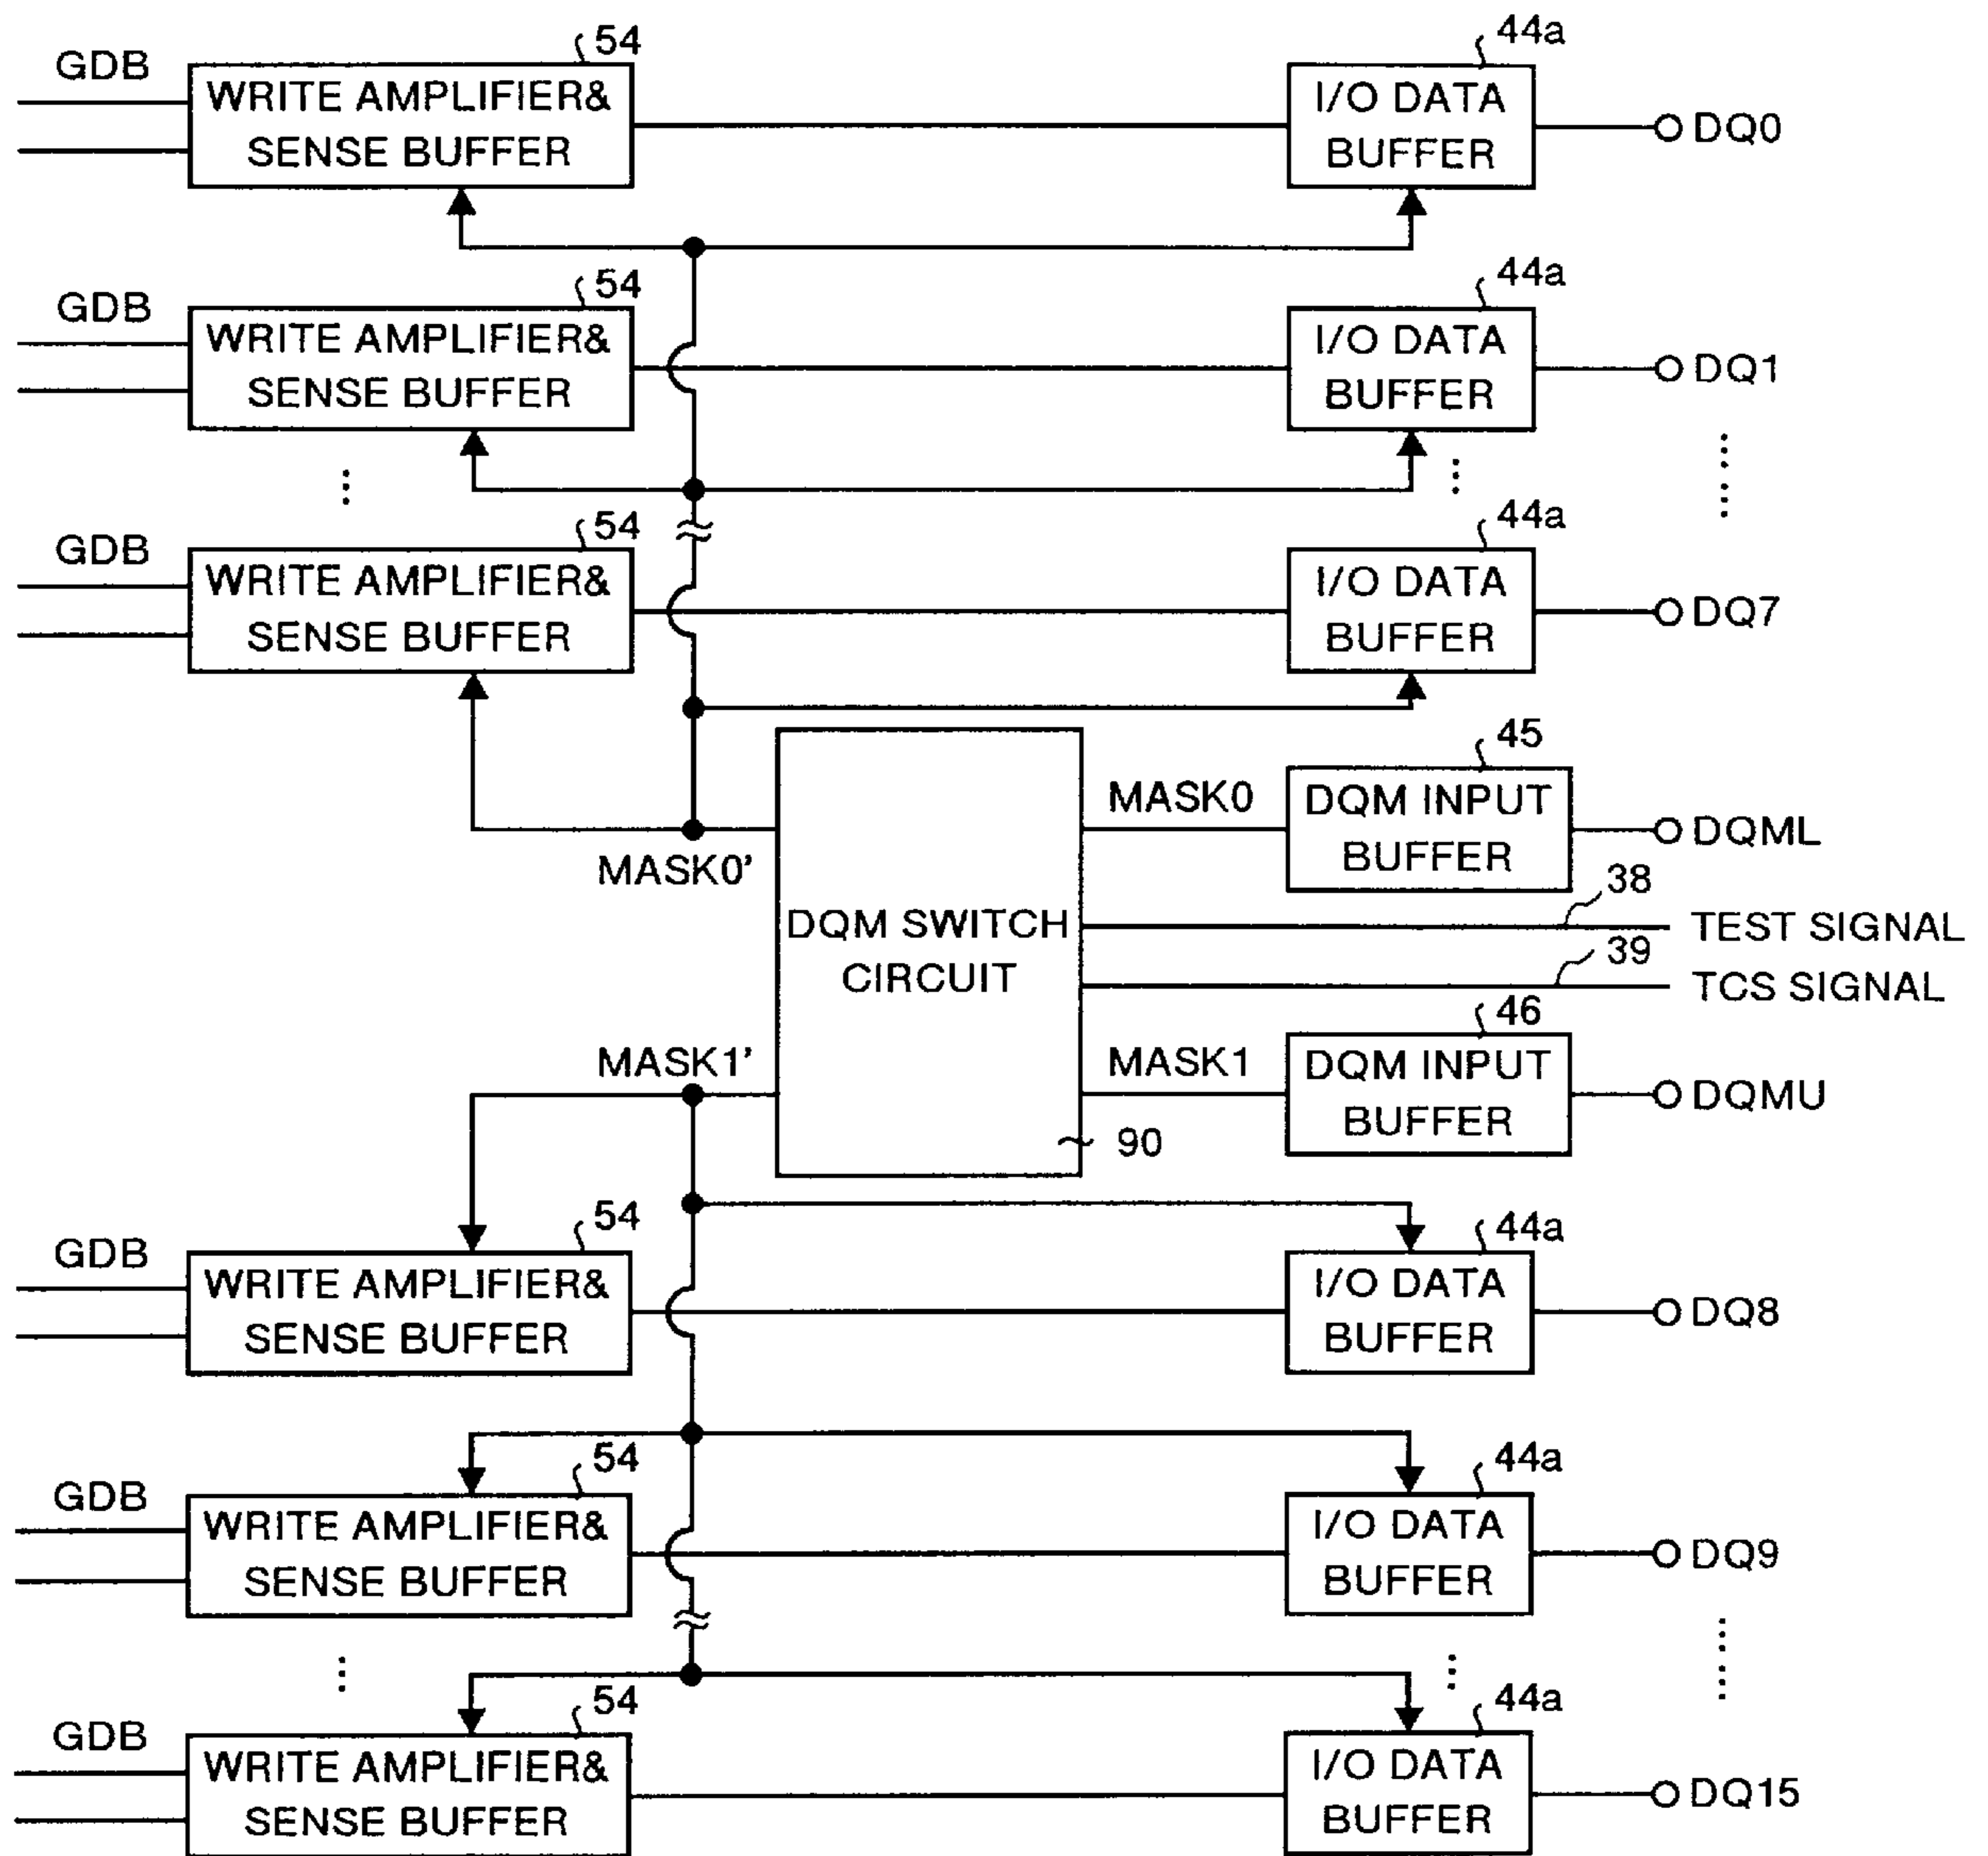 54
44a
GDB
WRITE AMPLIFIER&
SENSE BUFFER
I/O DATA
BUFFER
DQ0
54
44a
GDB
WRITE AMPLIFIER&
SENSE BUFFER
I/O DATA
BUFFER
DQ1
54
44a
GDB
WRITE AMPLIFIER&
SENSE BUFFER
I/O DATA
BUFFER
DQ7
45
MASK0
DQM INPUT
BUFFER
DQML
MASK0'
38
DQM SWITCH
CIRCUIT
TEST SIGNAL
39
TCS SIGNAL
46
MASK1'
MASK1
DQM INPUT
BUFFER
DQMU
90
54
44a
GDB
WRITE AMPLIFIER&
SENSE BUFFER
I/O DATA
BUFFER
DQ8
54
44a
GDB
WRITE AMPLIFIER&
SENSE BUFFER
I/O DATA
BUFFER
DQ9
54
44a
GDB
WRITE AMPLIFIER&
SENSE BUFFER
I/O DATA
BUFFER
DQ15